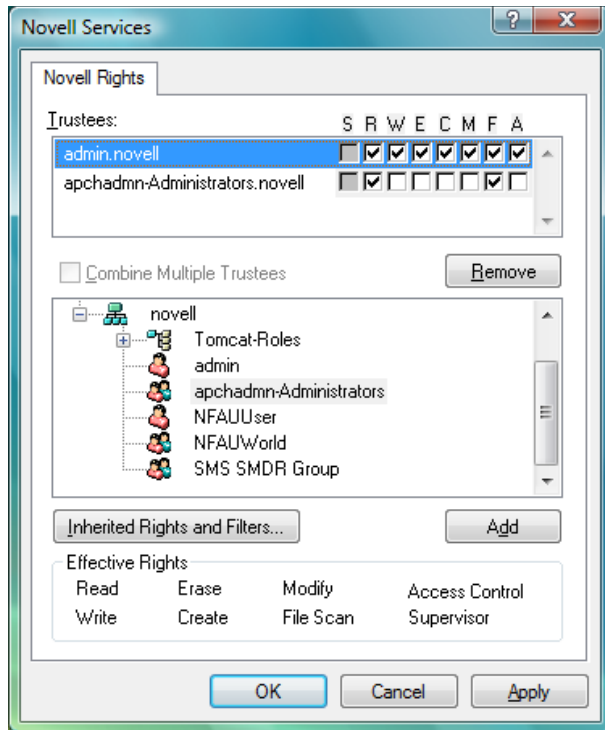 Novell Services
Novell Rights
Trustees: S R W E C M F A
admin.novell
apchadmn-Administrators.novell
Combine Multiple Trustees Remove
novell
Tomcat-Roles
admin
apchadmn-Administrators
NFAUUser
NFAUWorld
SMS SMDR Group
Inherited Rights and Filters... Add
Effective Rights
Read Erase Modify Access Control
Write Create File Scan Supervisor
OK Cancel Apply